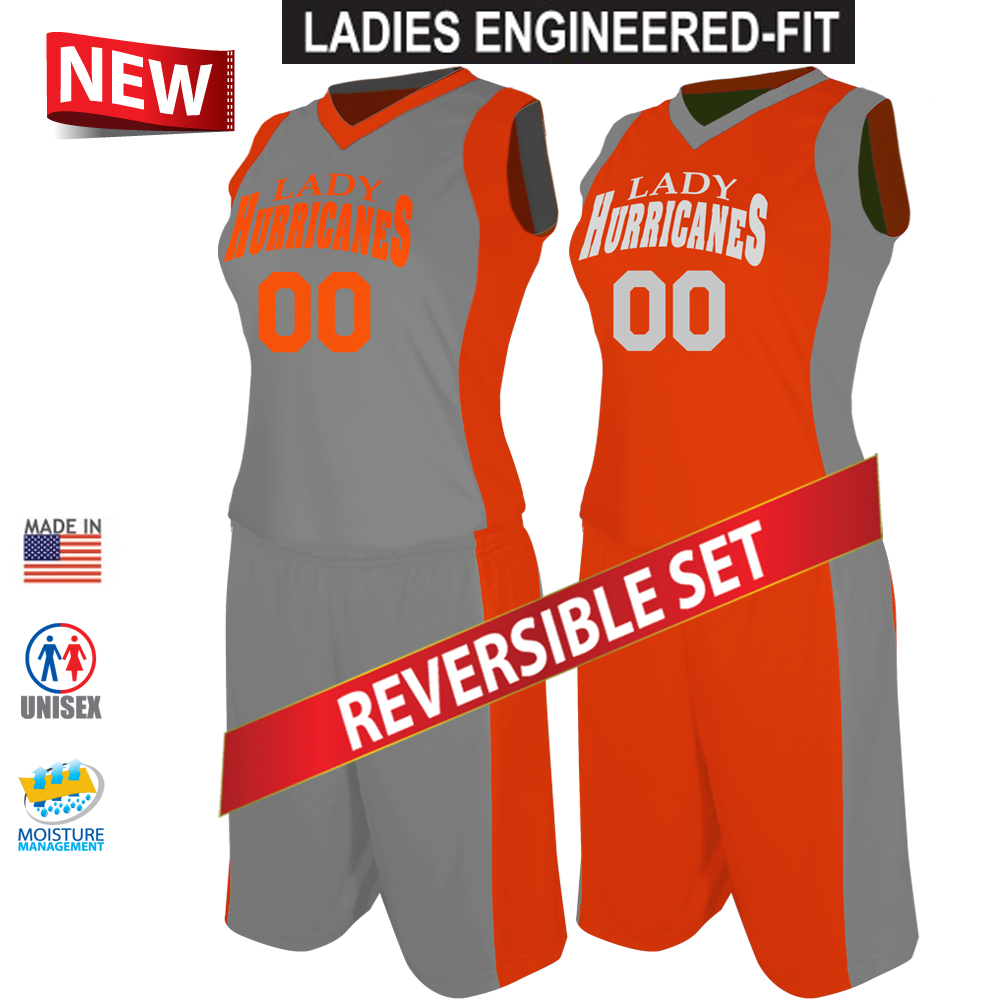 LADIES ENGINEERED-FIT
NEW
LADY
HURRICANES
00
LADY
HURRICANES
00
REVERSIBLE SET
MADE IN
UNISEX
MOISTURE
MANAGEMENT